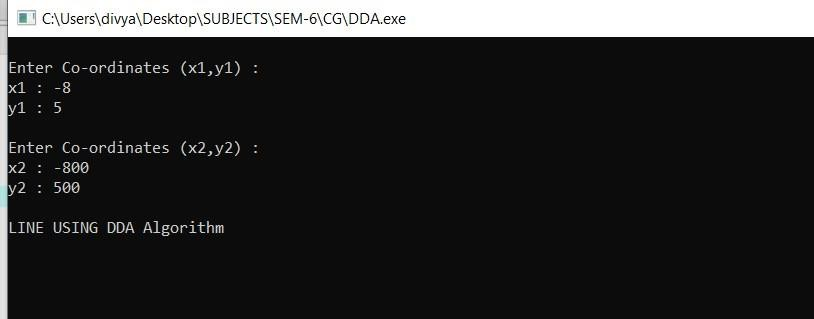 C:\Users\divya\Desktop\SUBJECTS\SEM-6\CG\DDA.exe
Enter Co-ordinates (x1,y1) :
x1 : -8
y1 : 5
Enter Co-ordinates (x2,y2) :
x2 : -800
y2 : 500
LINE USING DDA Algorithm